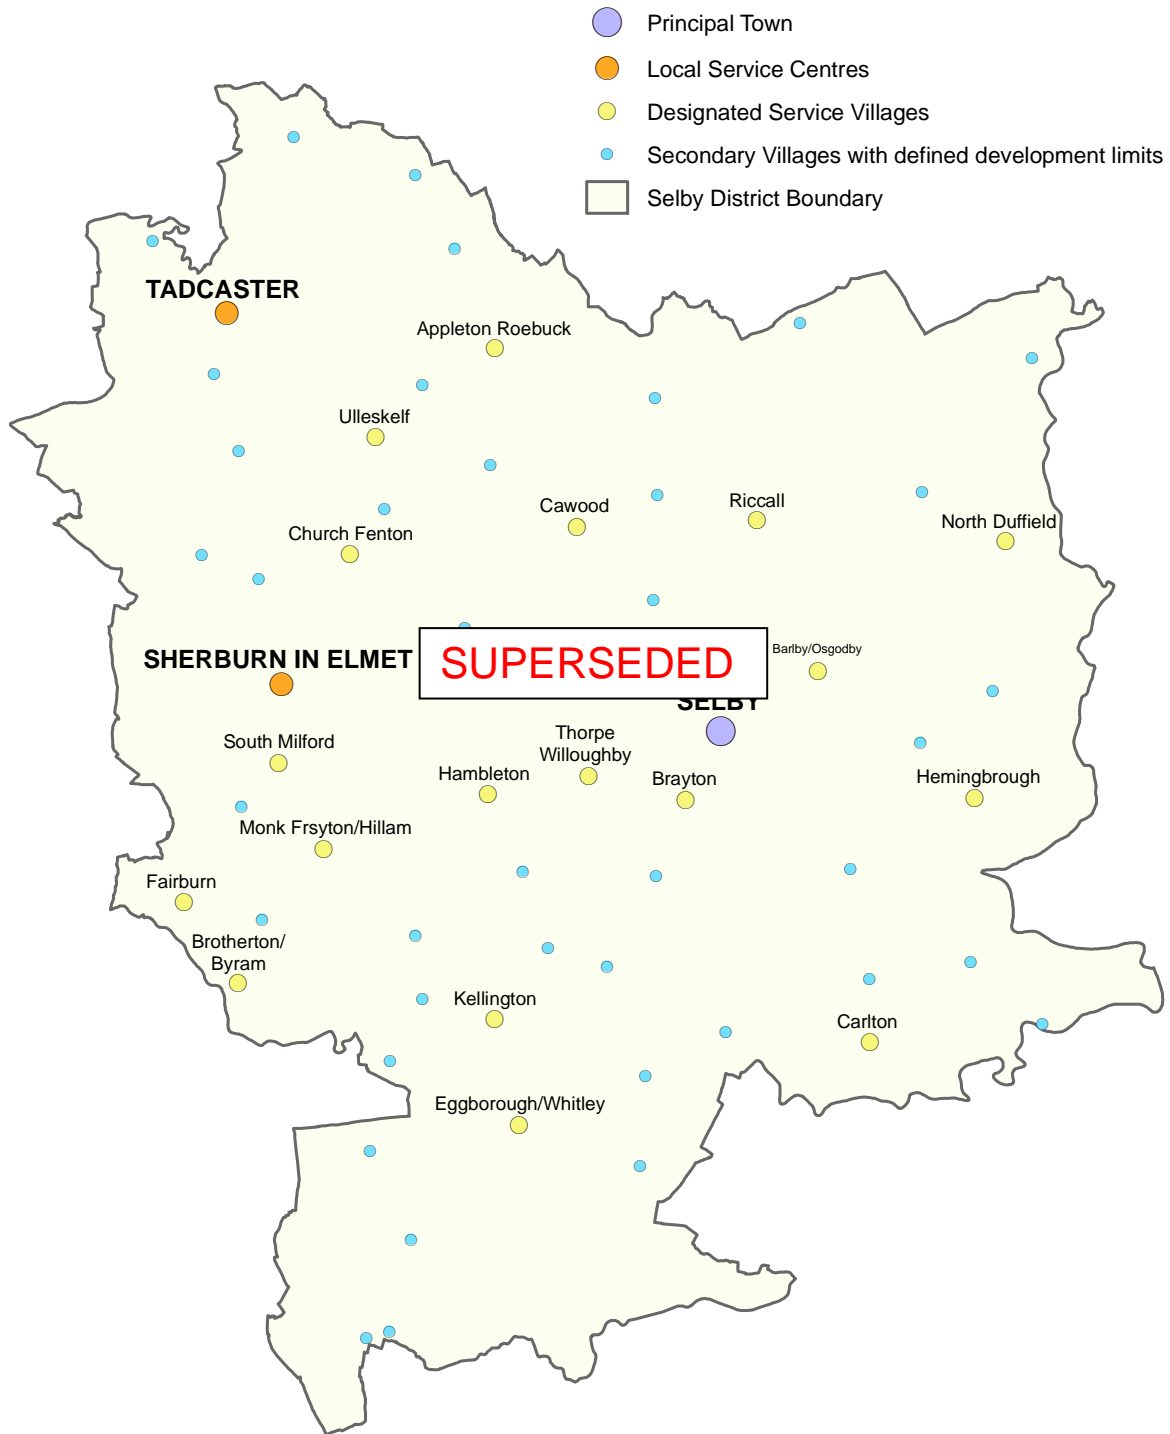 Principal Town
Local Service Centres
Designated Service Villages
Secondary Villages with defined development limits
Selby District Boundary
TADCASTER
Appleton Roebuck
Ulleskelf
Cawood
Riccall
North Duffield
Church Fenton
SHERBURN IN ELMET
SUPERSEDED
Barlby/Osgodby
SELBY
South Milford
Thorpe
Willoughby
Hambleton
Brayton
Hemingbrough
Monk Frsyton/Hillam
Fairburn
Brotherton/
Byram
Kellington
Carlton
Eggborough/Whitley